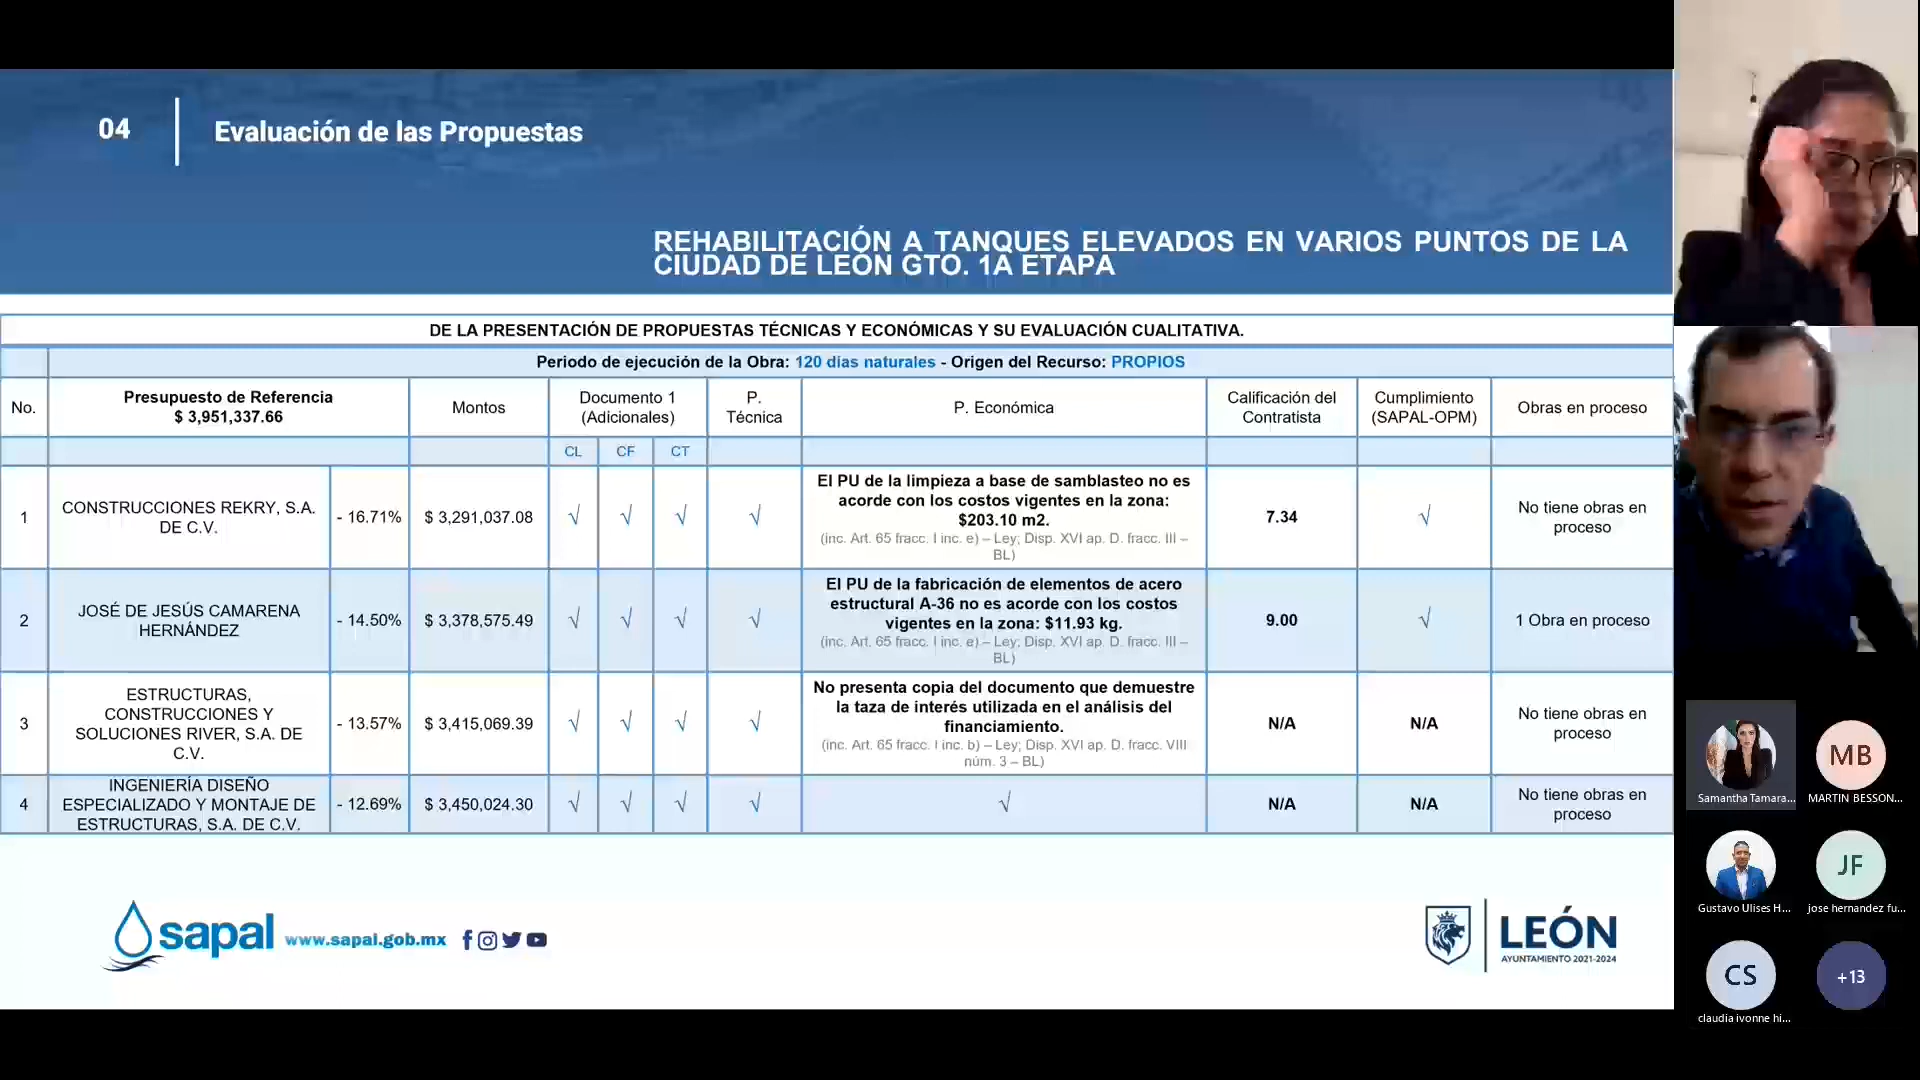 04
Evaluación de las Propuestas
REHABILITACIÓN A TANQUES ELEVADOS EN VARIOS PUNTOS DE LA
CIUDAD DE LEÓN GTO. 1A ETAPA
DE LA PRESENTACIÓN DE PROPUESTAS TÉCNICAS Y ECONÓMICAS Y SU EVALUACIÓN CUALITATIVA.
Periodo de ejecución de la Obra: 120 días naturales - Origen del Recurso: PROPIOS
No.
Presupuesto de Referencia
$ 3,951,337.66
Montos
Documento 1
(Adicionales)
P.
Técnica
P. Económica
Calificación del
Contratista
Cumplimiento
(SAPAL-OPM)
Obras en proceso
CL
CF
CT
1
CONSTRUCCIONES REKRY, S.A.
DE C.V.
- 16.71%
$ 3,291,037.08
√
√
√
√
El PU de la limpieza a base de samblasteo no es
acorde con los costos vigentes en la zona:
$203.10 m2.
(inc. Art. 65 fracc. I inc. e) – Ley; Disp. XVI ap. D. fracc. III –
BL)
7.34
√
No tiene obras en
proceso
2
JOSÉ DE JESÚS CAMARENA
HERNÁNDEZ
- 14.50%
$ 3,378,575.49
√
√
√
√
El PU de la fabricación de elementos de acero
estructural A-36 no es acorde con los costos
vigentes en la zona: $11.93 kg.
(inc. Art. 65 fracc. I inc. e) – Ley; Disp. XVI ap. D. fracc. III –
BL)
9.00
√
1 Obra en proceso
3
ESTRUCTURAS,
CONSTRUCCIONES Y
SOLUCIONES RIVER, S.A. DE
C.V.
- 13.57%
$ 3,415,069.39
√
√
√
√
No presenta copia del documento que demuestre
la taza de interés utilizada en el análisis del
financiamiento.
(inc. Art. 65 fracc. I inc. b) – Ley; Disp. XVI ap. D. fracc. VIII
núm. 3 – BL)
N/A
N/A
No tiene obras en
proceso
4
INGENIERÍA DISEÑO
ESPECIALIZADO Y MONTAJE DE
ESTRUCTURAS, S.A. DE C.V.
- 12.69%
$ 3,450,024.30
√
√
√
√
√
N/A
N/A
No tiene obras en
proceso
sapal
www.sapal.gob.mx
LEÓN
AYUNTAMIENTO 2021-2024
Samantha Tamara...
MB
MARTIN BESSON...
Gustavo Ulises H...
JF
jose hernandez fu...
CS
claudia ivonne hi...
+13